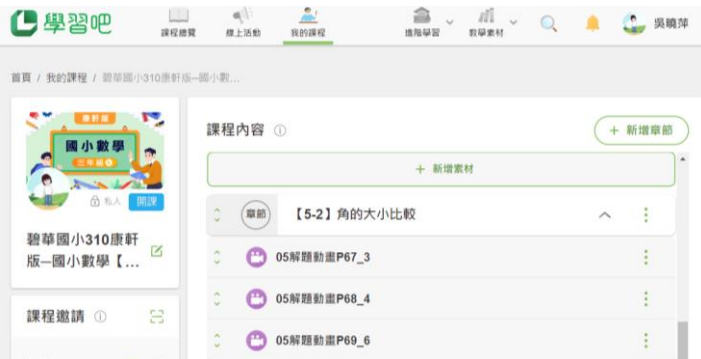 學習吧
課程總覽
線上活動
我的課程
進階學習
教學素材
吳曉萍
首頁 / 我的課程 / 碧華國小310康軒版–國小數...
康軒版
國小數學
三年級
私人
開課
碧華國小310康軒
版–國小數學【...
課程邀請
課程內容
+ 新增章節
+ 新增素材
章節
【5-2】角的大小比較
05解題動畫P67_3
05解題動畫P68_4
05解題動畫P69_6